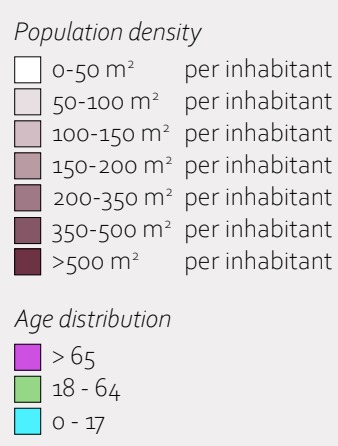 Population density
0-50 m² per inhabitant
50-100 m² per inhabitant
100-150 m² per inhabitant
150-200 m² per inhabitant
200-350 m² per inhabitant
350-500 m² per inhabitant
>500 m² per inhabitant
Age distribution
> 65
18 - 64
0 - 17